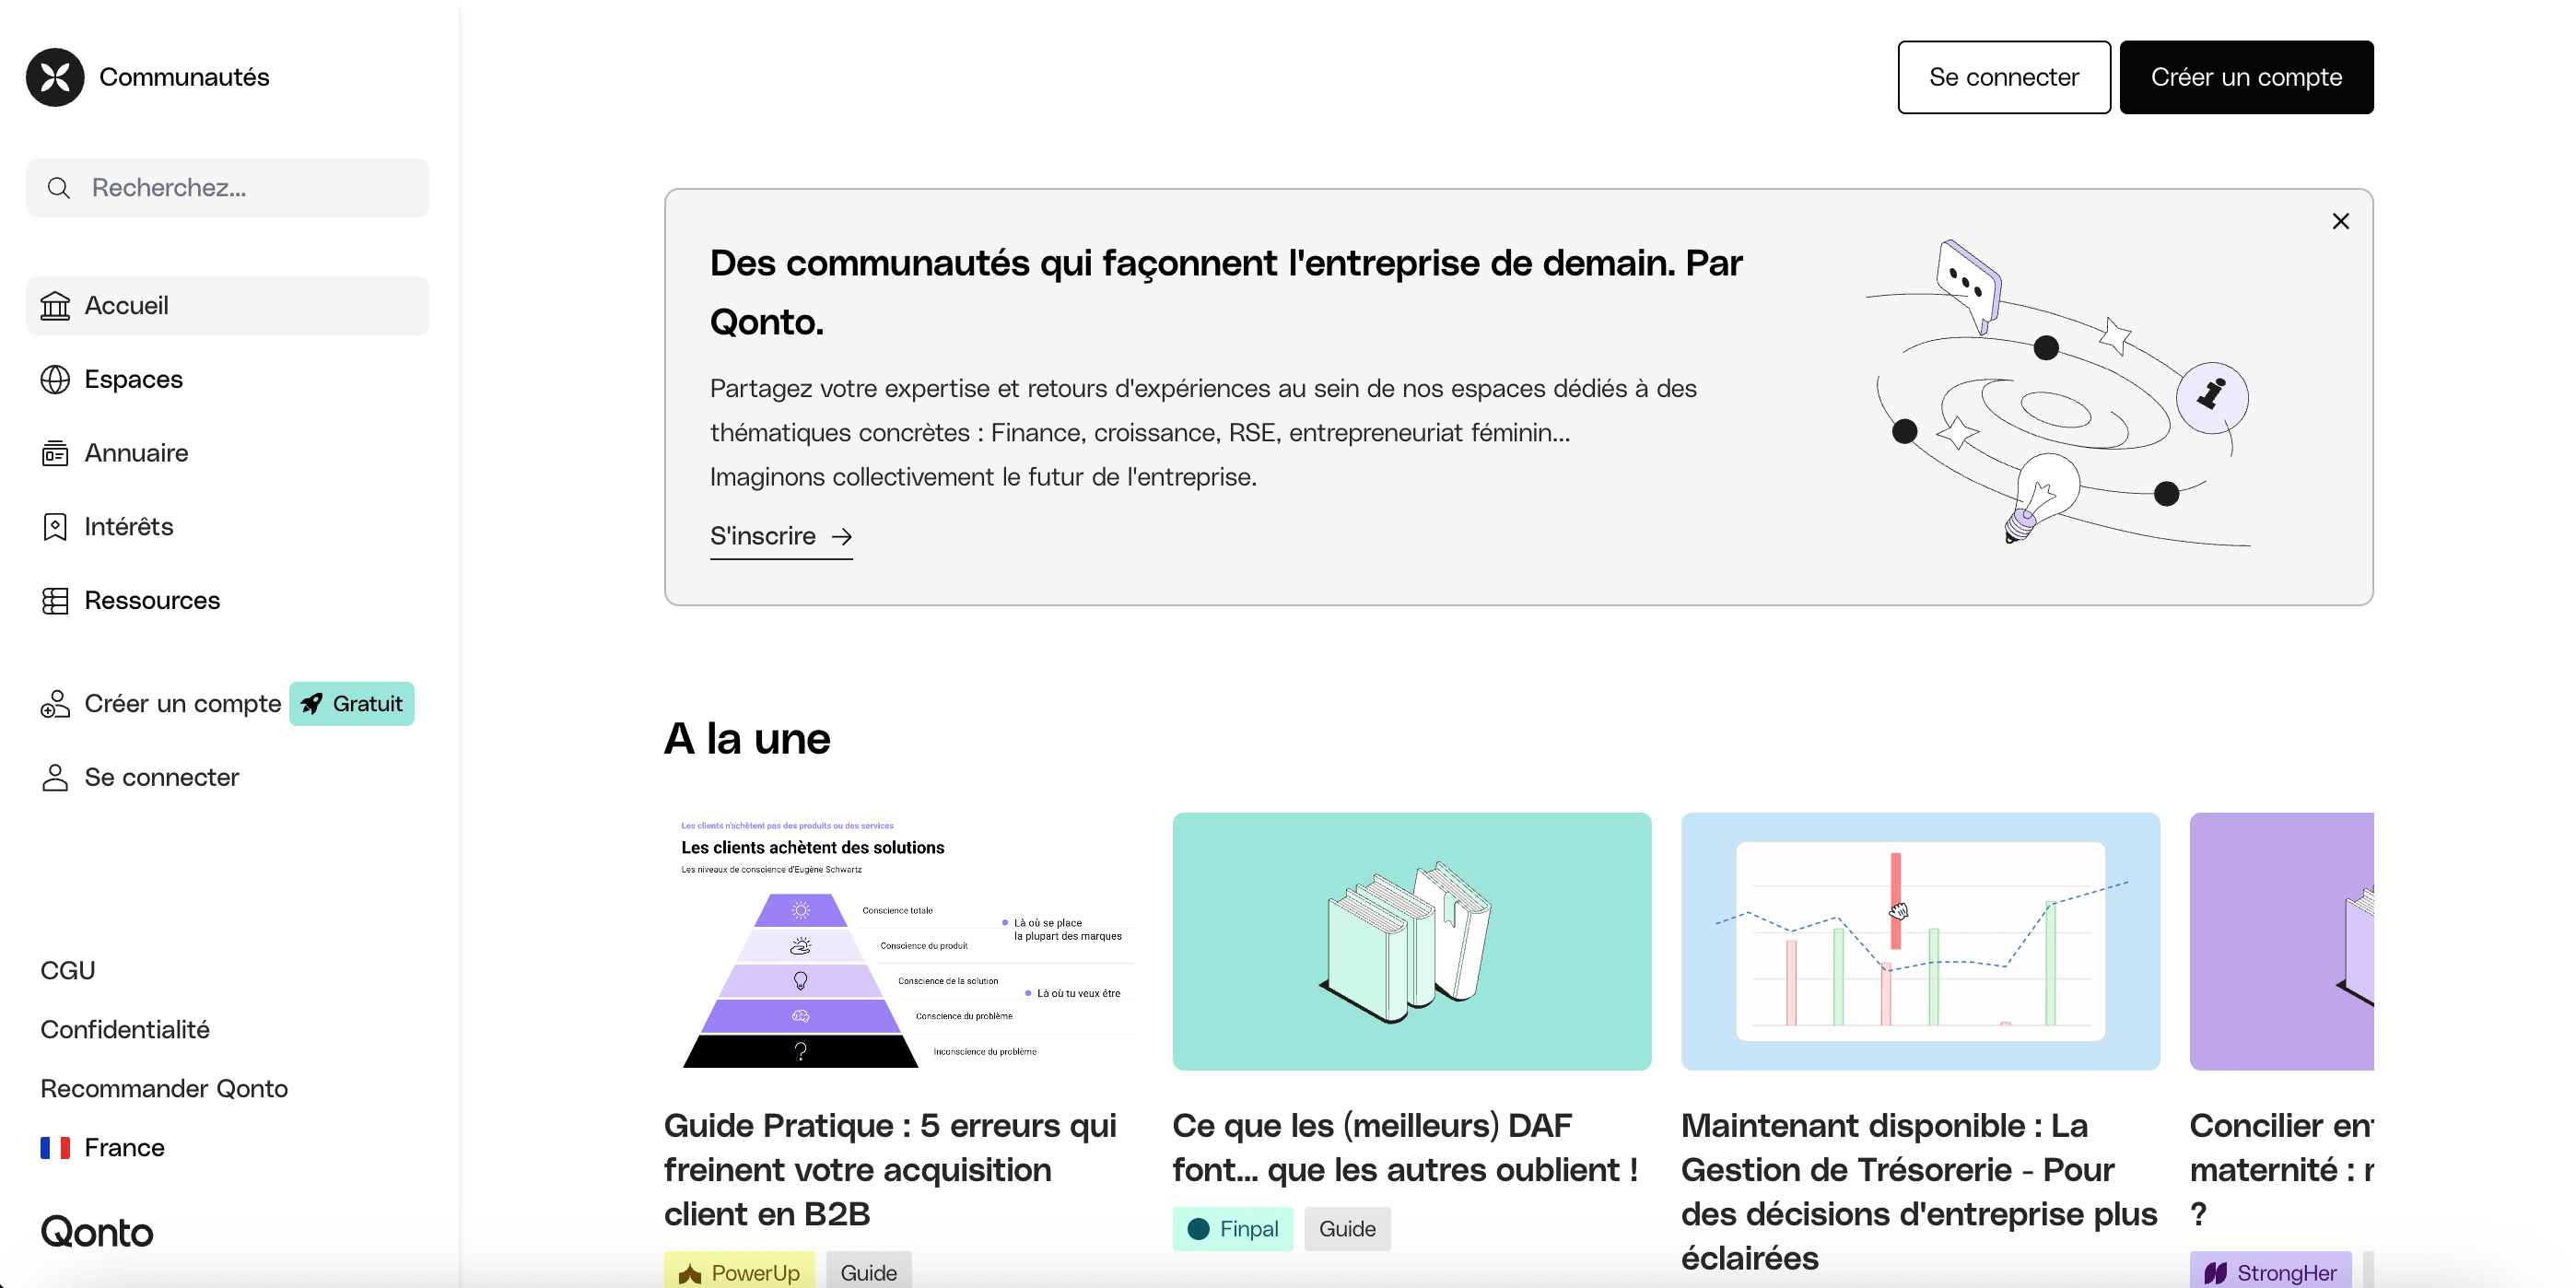 Communautés
Recherchez...
Accueil
Espaces
Annuaire
Intérêts
Ressources
Créer un compte
Gratuit
Se connecter
CGU
Confidentialité
Recommander Qonto
France
Qonto
Se connecter
Créer un compte
Des communautés qui façonnent l'entreprise de demain. Par
Qonto.
Partagez votre expertise et retours d'expériences au sein de nos espaces dédiés à des
thématiques concrètes : Finance, croissance, RSE, entrepreneuriat féminin...
Imaginons collectivement le futur de l'entreprise.
S'inscrire
A la une
Les clients n'achètent pas des produits ou des services
Les clients achètent des solutions
Les niveaux de conscience d'Eugène Schwartz
Conscience totale
Là où se place
la plupart des marques
Conscience du produit
Conscience de la solution
Là où tu veux être
Conscience du problème
?
Inconscience du problème
Guide Pratique : 5 erreurs qui
freinent votre acquisition
client en B2B
PowerUp
Guide
Ce que les (meilleurs) DAF
font... que les autres oublient !
Finpal
Guide
Maintenant disponible : La
Gestion de Trésorerie - Pour
des décisions d'entreprise plus
éclairées
Concilier
maternité :
?
StrongHer